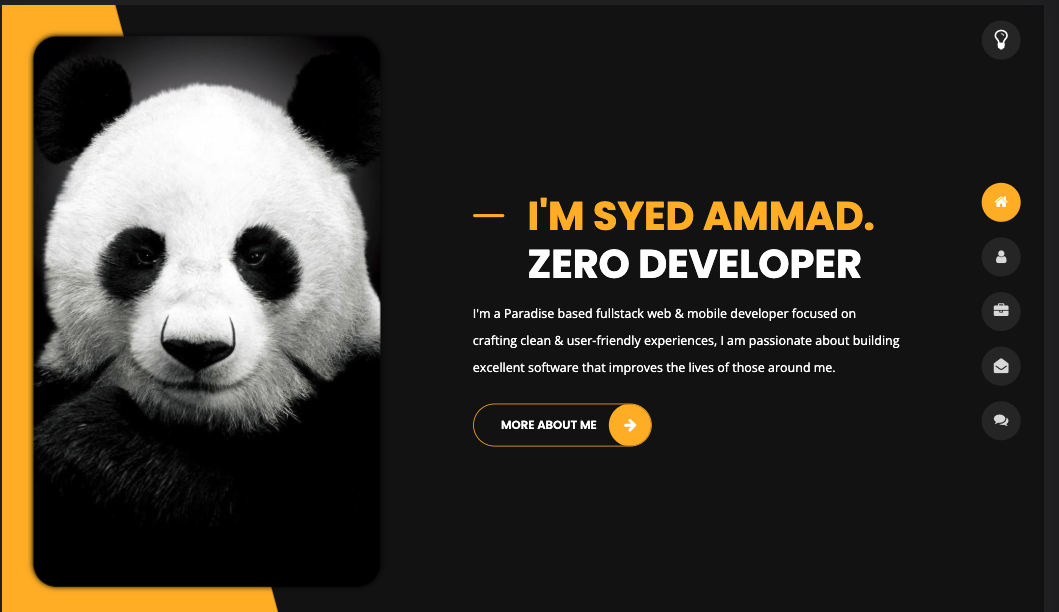 I'M SYED AMMAD.
ZERO DEVELOPER
I'm a Paradise based fullstack web & mobile developer focused on
crafting clean & user-friendly experiences, I am passionate about building
excellent software that improves the lives of those around me.
MORE ABOUT ME